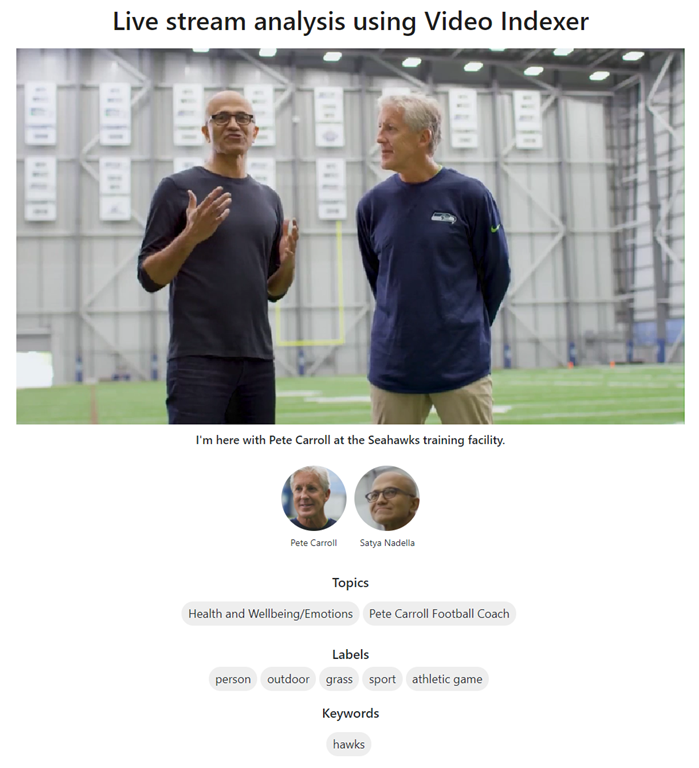 Live stream analysis using Video Indexer
I'm here with Pete Carroll at the Seahawks training facility.
Pete Carroll
Satya Nadella
Topics
Health and Wellbeing/Emotions
Pete Carroll Football Coach
Labels
person
outdoor
grass
sport
athletic game
Keywords
hawks